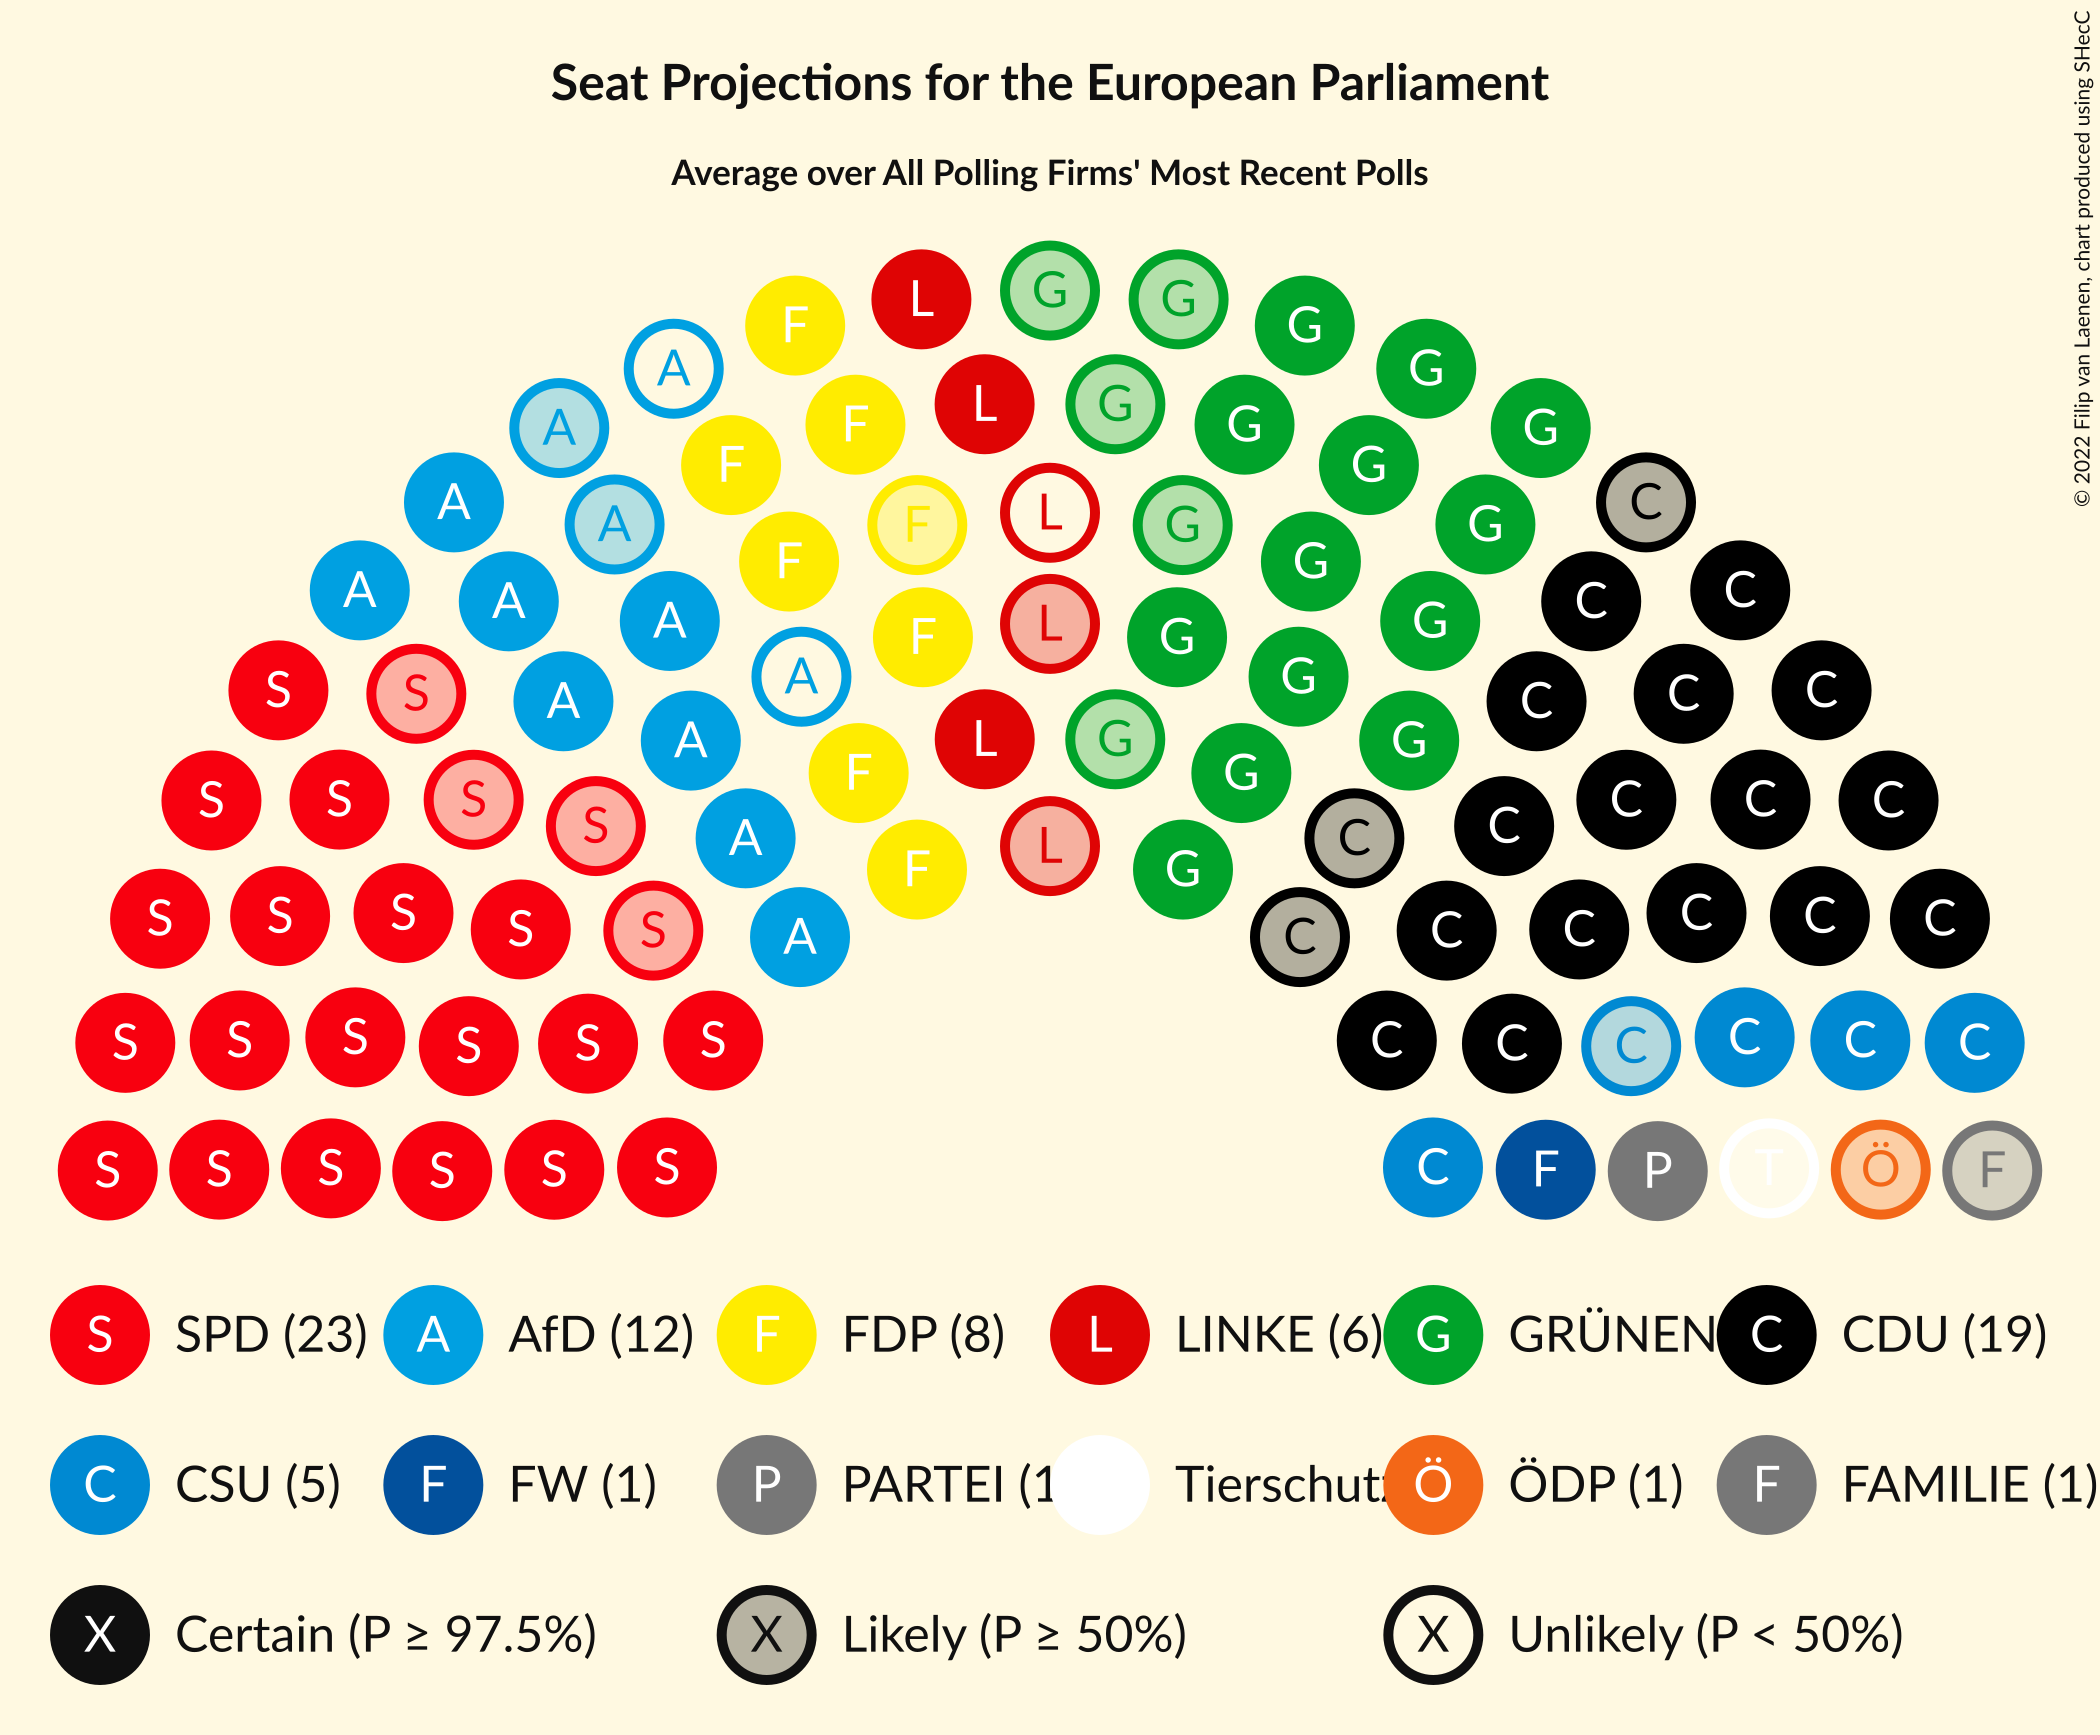 Seat Projections for the European Parliament
Average over All Polling Firms' Most Recent Polls
© 2022 Filip van Laenen, chart produced using SHecC
L G G
F G
A G
L G
A F G G
F G
A C
A F L G G
F G
A A C C
A L G
F G
A G
S S C C
A C
A L G G
F G
S S S C C C
S A L C C
F G
S S S S S A C C C C C C
S S S S S S C C C C C C
S S S S S S C F P T Ö F
S SPD (23) A AfD (12) F FDP (8) L LINKE (6) G GRÜNEN C CDU (19)
C CSU (5) F FW (1) P PARTEI (1 Tierschutz Ö ÖDP (1) F FAMILIE (1)
X Certain (P ≥ 97.5%) X Likely (P ≥ 50%) X Unlikely (P < 50%)